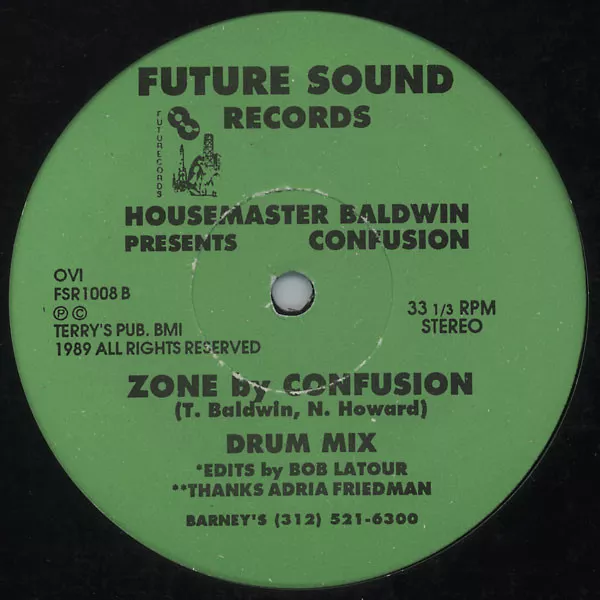 FUTURE SOUND
RECORDS
FUTURECORDS
HOUSEMASTER BALDWIN
PRESENTS CONFUSION
OVI
FSR1008 B
Ⓟ ©
TERRY'S PUB. BMI
1989 ALL RIGHTS RESERVED
33 1/3 RPM
STEREO
ZONE by CONFUSION
(T. Baldwin, N. Howard)
DRUM MIX
*EDITS by BOB LATOUR
**THANKS ADRIA FRIEDMAN
BARNEY'S (312) 521-6300